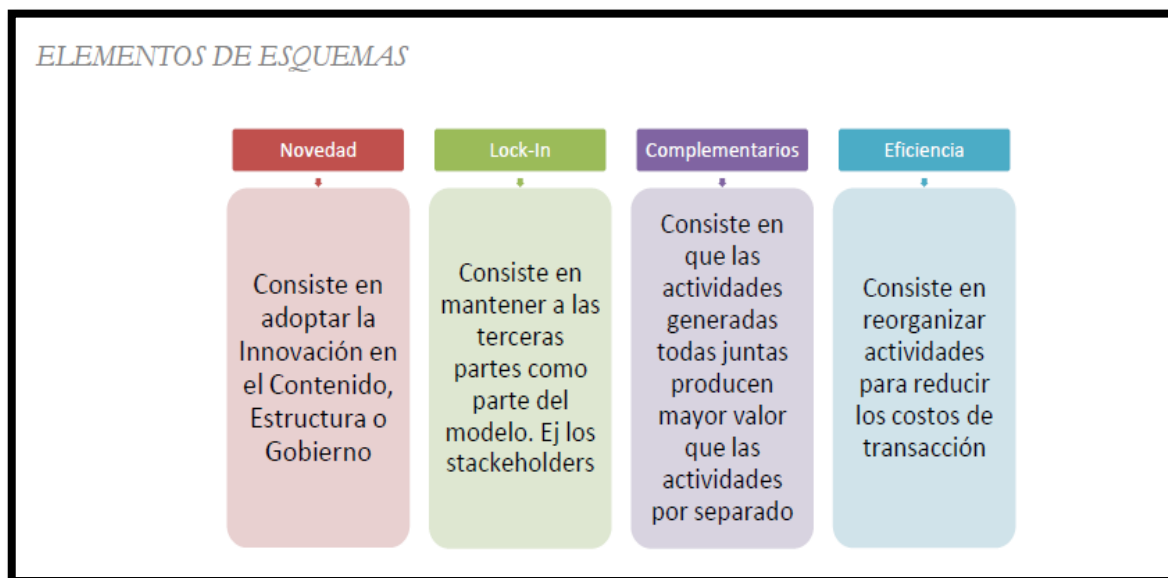 ELEMENTOS DE ESQUEMAS
Novedad
Consiste en
adoptar la
Innovación en
el Contenido,
Estructura o
Gobierno
Lock-In
Consiste en
mantener a las
terceras
partes como
parte del
modelo. Ej los
stackeholders
Complementarios
Consiste en
que las
actividades
generadas
todas juntas
producen
mayor valor
que las
actividades
por separado
Eficiencia
Consiste en
reorganizar
actividades
para reducir
los costos de
transacción